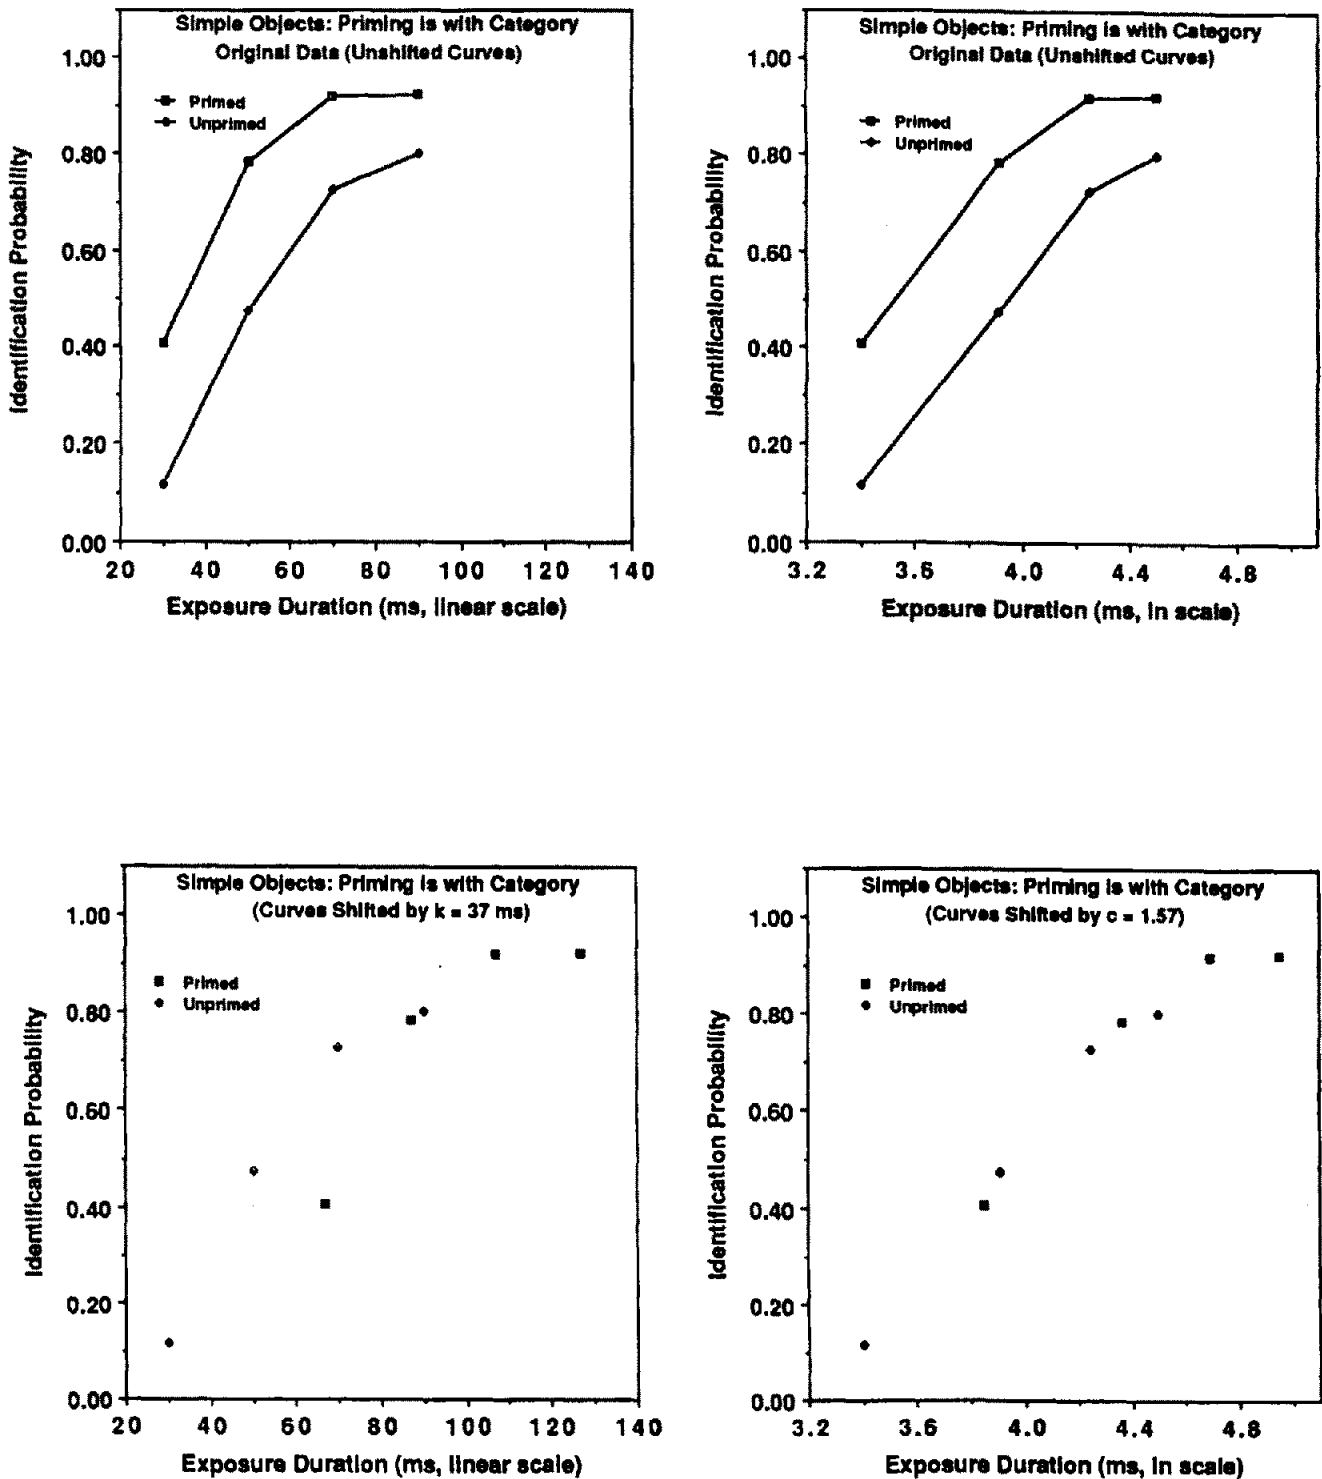 Simple Objects: Priming is with Category
Original Data (Unshifted Curves)
1.00
Primed
Unprimed
0.80
0.60
0.40
0.20
0.00
20 40 60 80 100 120 140
Identification Probability
Exposure Duration (ms, linear scale)
Simple Objects: Priming is with Category
Original Data (Unshifted Curves)
1.00
Primed
Unprimed
0.80
0.60
0.40
0.20
0.00
3.2 3.6 4.0 4.4 4.8
Identification Probability
Exposure Duration (ms, ln scale)
Simple Objects: Priming is with Category
(Curves Shifted by k = 37 ms)
1.00
Primed
Unprimed
0.80
0.60
0.40
0.20
0.00
20 40 60 80 100 120 140
Identification Probability
Exposure Duration (ms, linear scale)
Simple Objects: Priming is with Category
(Curves Shifted by c = 1.57)
1.00
Primed
Unprimed
0.80
0.60
0.40
0.20
0.00
3.2 3.6 4.0 4.4 4.8
Identification Probability
Exposure Duration (ms, ln scale)